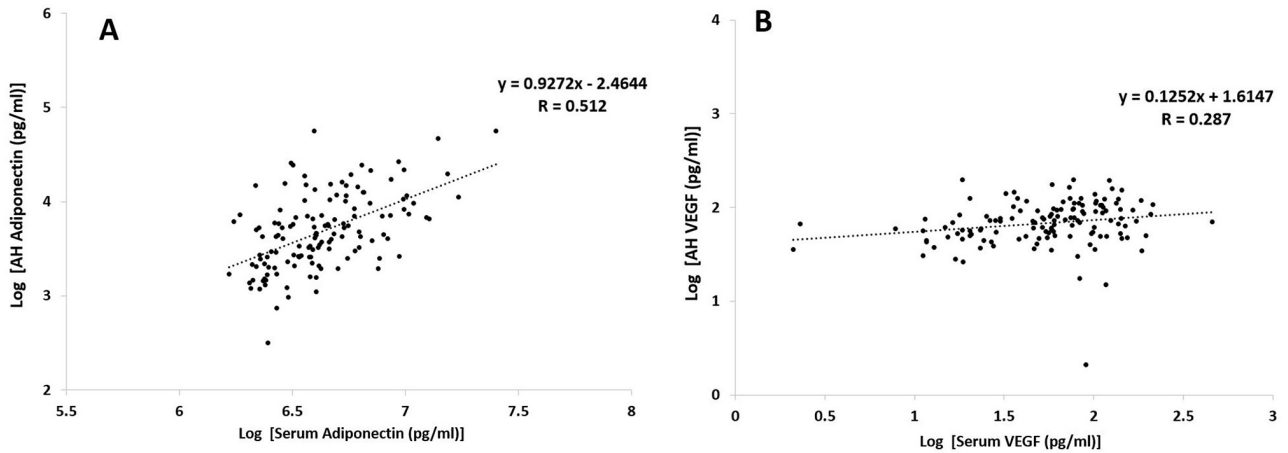 A
6
5
4
3
2
5.5
6
6.5
7
7.5
8
y = 0.9272x - 2.4644
R = 0.512
Log [AH Adiponectin (pg/ml)]
Log [Serum Adiponectin (pg/ml)]
B
4
3
2
1
0
0
0.5
1
1.5
2
2.5
3
y = 0.1252x + 1.6147
R = 0.287
Log [AH VEGF (pg/ml)]
Log [Serum VEGF (pg/ml)]